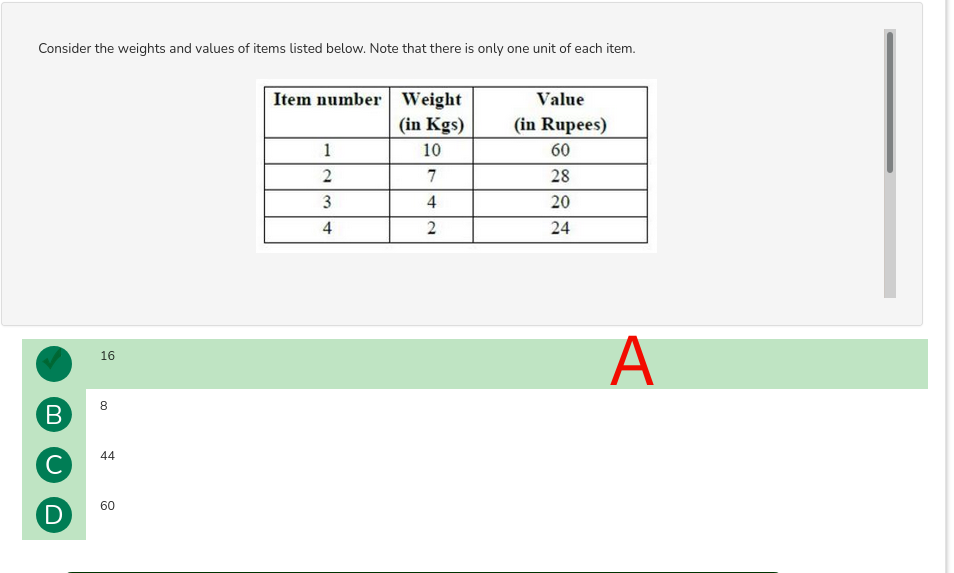 Consider the weights and values of items listed below. Note that there is only one unit of each item.
Item number Weight (in Kgs) Value (in Rupees)
1 10 60
2 7 28
3 4 20
4 2 24
16
A
B 8
C 44
D 60